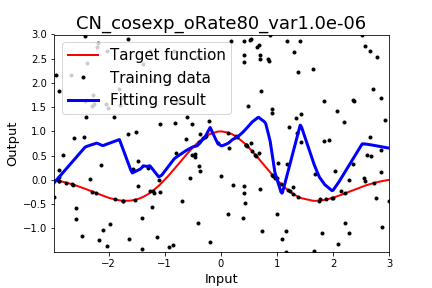 CN_cosexp_oRate80_var1.0e-06
Target function
Training data
Fitting result
3.0
2.5
2.0
1.5
1.0
0.5
0.0
−0.5
−1.0
Output
−2
−1
0
1
2
3
Input